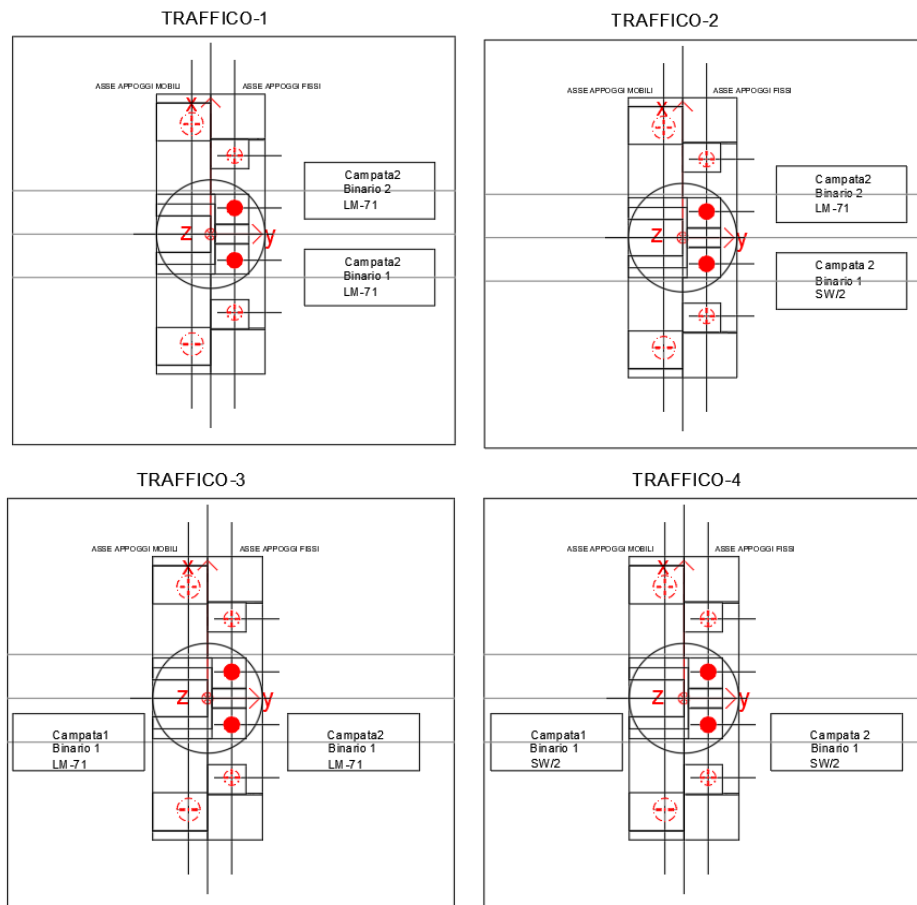 TRAFFICO-1
ASSE APPOGGI MOBILI
ASSE APPOGGI FISSI
x
Campata2
Binario 2
LM-71
z
y
Campata2
Binario 1
LM-71
TRAFFICO-2
ASSE APPOGGI MOBILI
ASSE APPOGGI FISSI
x
Campata2
Binario 2
LM-71
z
y
Campata 2
Binario 1
SW/2
TRAFFICO-3
ASSE APPOGGI MOBILI
ASSE APPOGGI FISSI
x
z
y
Campata1
Binario 1
LM-71
Campata2
Binario 1
LM-71
TRAFFICO-4
ASSE APPOGGI MOBILI
ASSE APPOGGI FISSI
x
z
y
Campata1
Binario 1
SW/2
Campata 2
Binario 1
SW/2